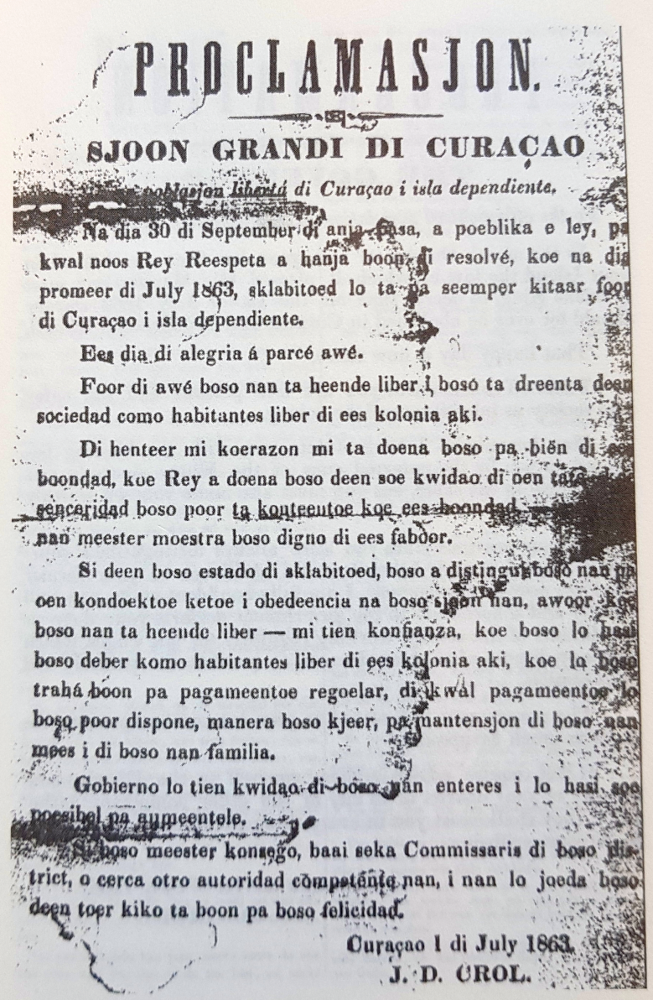 PROCLAMASJON.
SJOON GRANDI DI CURAÇAO
poblasjon libertá di Curaçao i isla dependiente.
Na dia 30 di September di anja pasa, a poeblika e ley, pa
kwal noos Rey Reespeta a hanja boon di resolvé, koe na dia
promeer di July 1863, sklabitoed lo ta pa seemper kitaar foor
di Curaçao i isla dependiente.
Ees dia di alegria á parcé awé.
Foor di awé boso nan ta heende liber i boso ta dreenta deen
sociedad como habitantes liber di ees kolonia aki.
Di henteer mi koerazon mi ta doena boso pa biën di ees
boondad, koe Rey a doena boso deen soe kwidao di oen tata
senceridad boso poor ta konteentoe koe ees boondad
nan meester moestra boso digno di ees faboor.
Si deen boso estado di sklabitoed, boso a distingui boso nan pa
oen kondoektoe ketoe i obedeencia na boso sjoon nan, awoor koe
boso nan ta heende liber — mi tien konfianza, koe boso lo hasi
boso deber komo habitantes liber di ees kolonia aki, koe lo boso
trahá boon pa pagameentoe regoelar, di kwal pagameentoe lo
boso poor dispone, manera boso kjeer, pa mantensjon di boso nan
mees i di boso nan familia.
Gobierno lo tien kwidao di boso nan enteres i lo hasi soe
poesibel pa aumeentele.
Si boso meester konsego, baai seka Commissaris di boso dis-
trict, o cerca otro autoridad competente nan, i nan lo joeda boso
deen toer kiko ta boon pa boso felicidad.
Curaçao 1 di July 1863.
J. D. CROL.